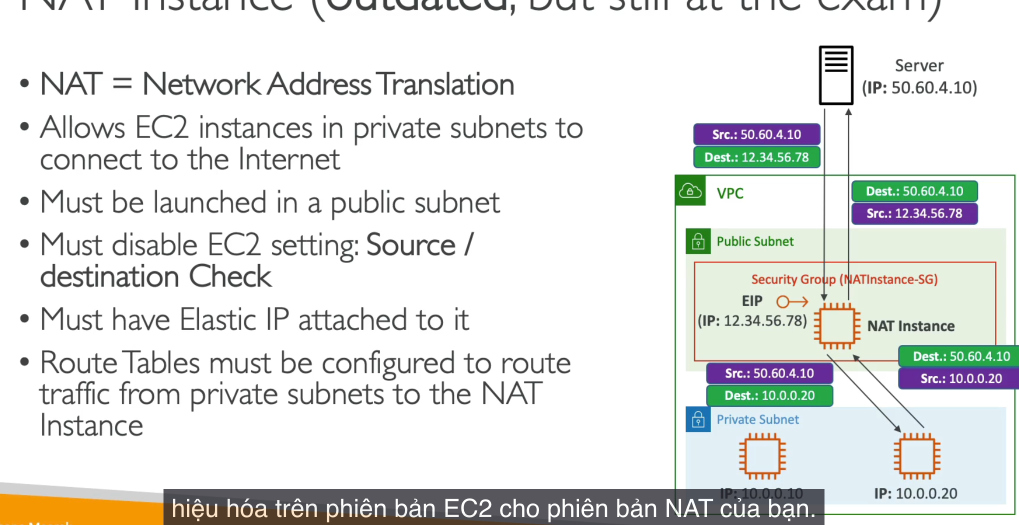 NAT Instance (outdated, but still at the exam)
• NAT = Network Address Translation
• Allows EC2 instances in private subnets to
connect to the Internet
• Must be launched in a public subnet
• Must disable EC2 setting: Source /
destination Check
• Must have Elastic IP attached to it
• Route Tables must be configured to route
traffic from private subnets to the NAT
Instance
Server
(IP: 50.60.4.10)
Src.: 50.60.4.10
Dest.: 12.34.56.78
VPC
Dest.: 50.60.4.10
Src.: 12.34.56.78
Public Subnet
Security Group (NATInstance-SG)
EIP
(IP: 12.34.56.78)
NAT Instance
Dest.: 50.60.4.10
Src.: 10.0.0.20
Src.: 50.60.4.10
Dest.: 10.0.0.20
Private Subnet
IP: 10.0.0.10
IP: 10.0.0.20
hiệu hóa trên phiên bản EC2 cho phiên bản NAT của bạn.